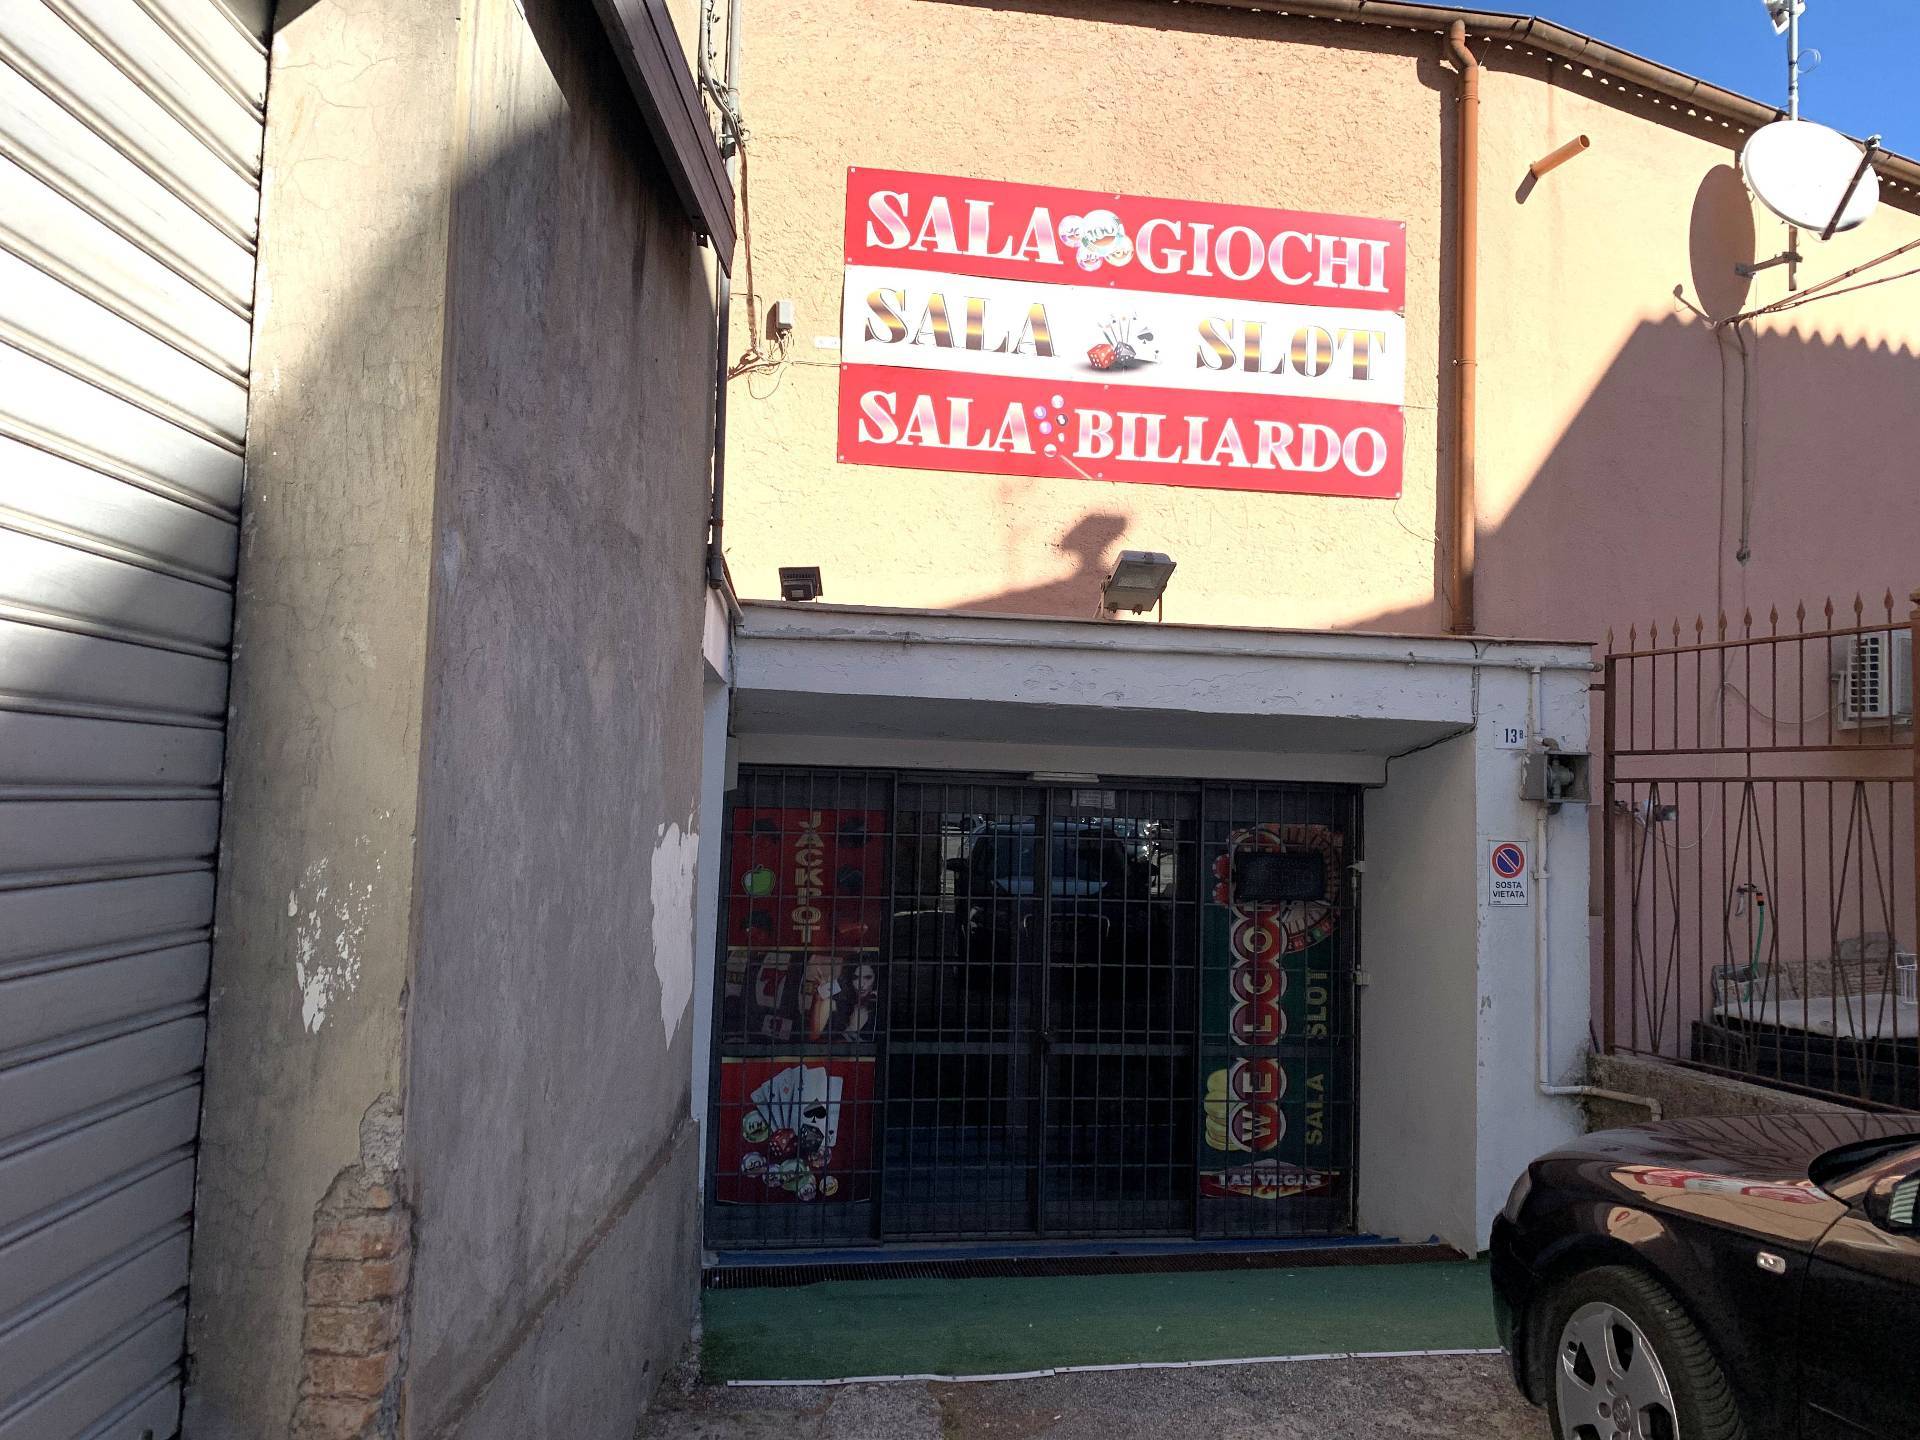 SALA GIOCHI
SALA SLOT
SALA BILIARDO
13B
SOSTA
VIETATA
JACKPOT
WELCOME
SALA SLOT
LAS VEGAS